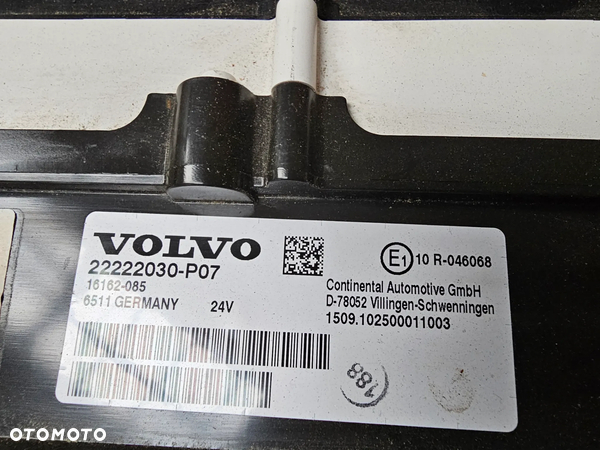 VOLVO
22222030-P07
16162-085
6511 GERMANY 24V
E1 10 R-046068
Continental Automotive GmbH
D-78052 Villingen-Schwenningen
1509.102500011003
188
OTOMOTO